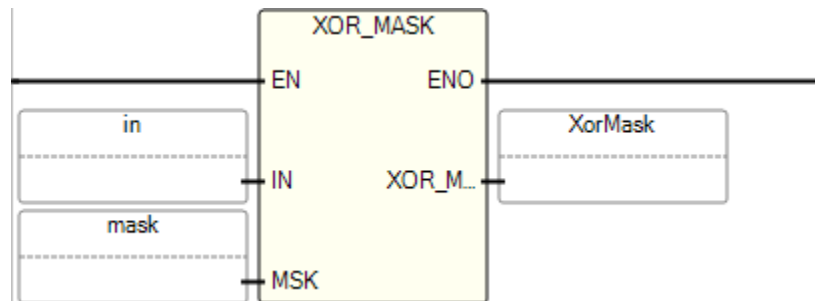 XOR_MASK
EN ENO
in XorMask
IN XOR_M...
mask
MSK